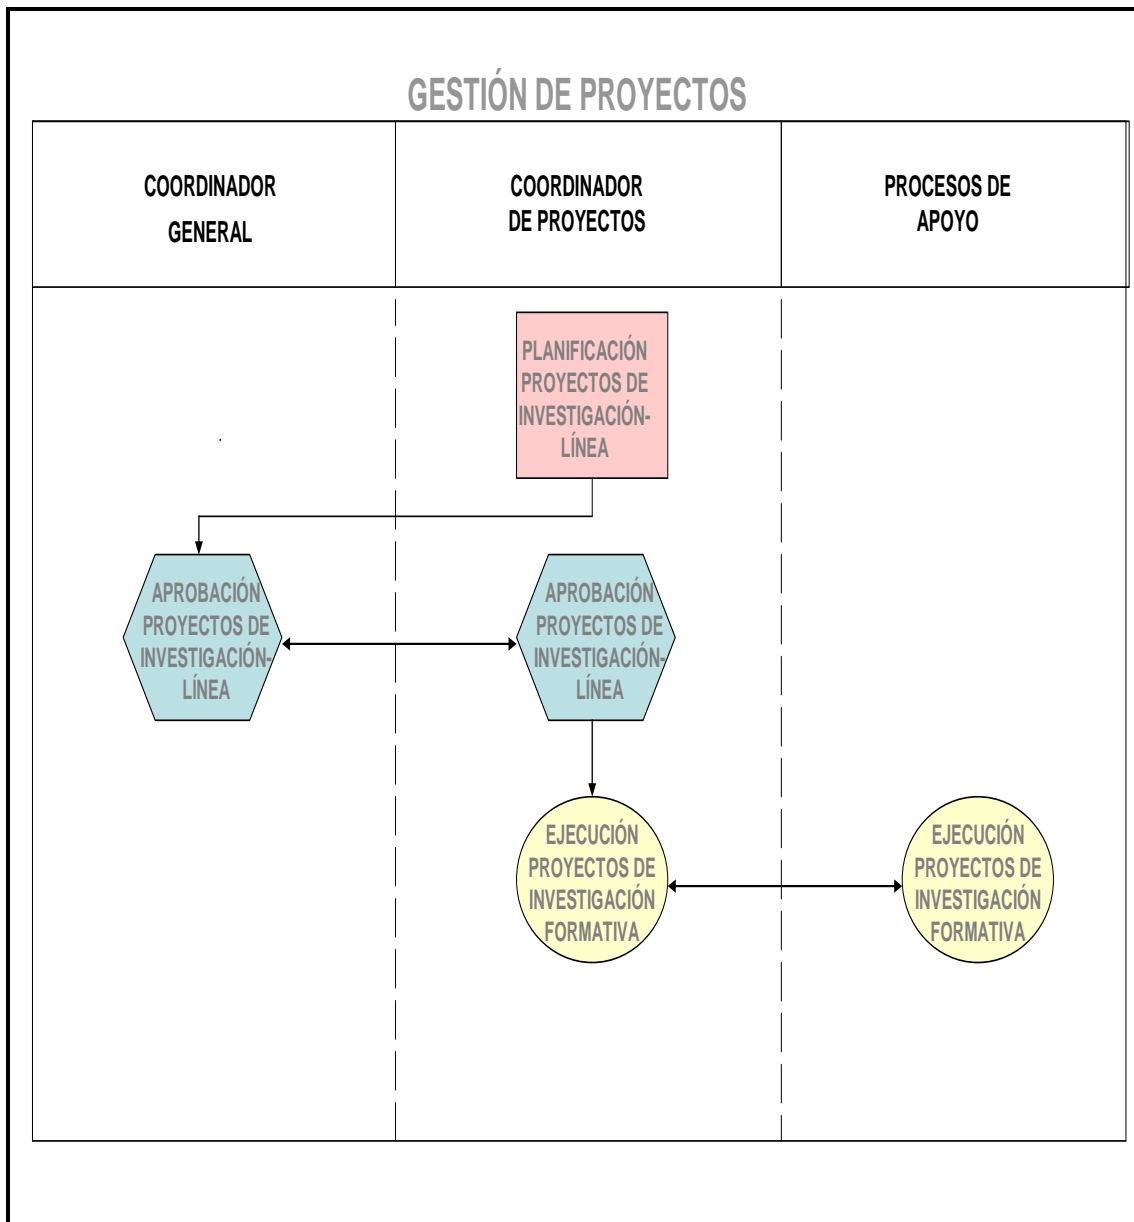 GESTIÓN DE PROYECTOS
COORDINADOR
GENERAL
COORDINADOR
DE PROYECTOS
PROCESOS DE
APOYO
PLANIFICACIÓN
PROYECTOS DE
INVESTIGACIÓN-
LÍNEA
APROBACIÓN
PROYECTOS DE
INVESTIGACIÓN-
LÍNEA
APROBACIÓN
PROYECTOS DE
INVESTIGACIÓN-
LÍNEA
EJECUCIÓN
PROYECTOS DE
INVESTIGACIÓN
FORMATIVA
EJECUCIÓN
PROYECTOS DE
INVESTIGACIÓN
FORMATIVA